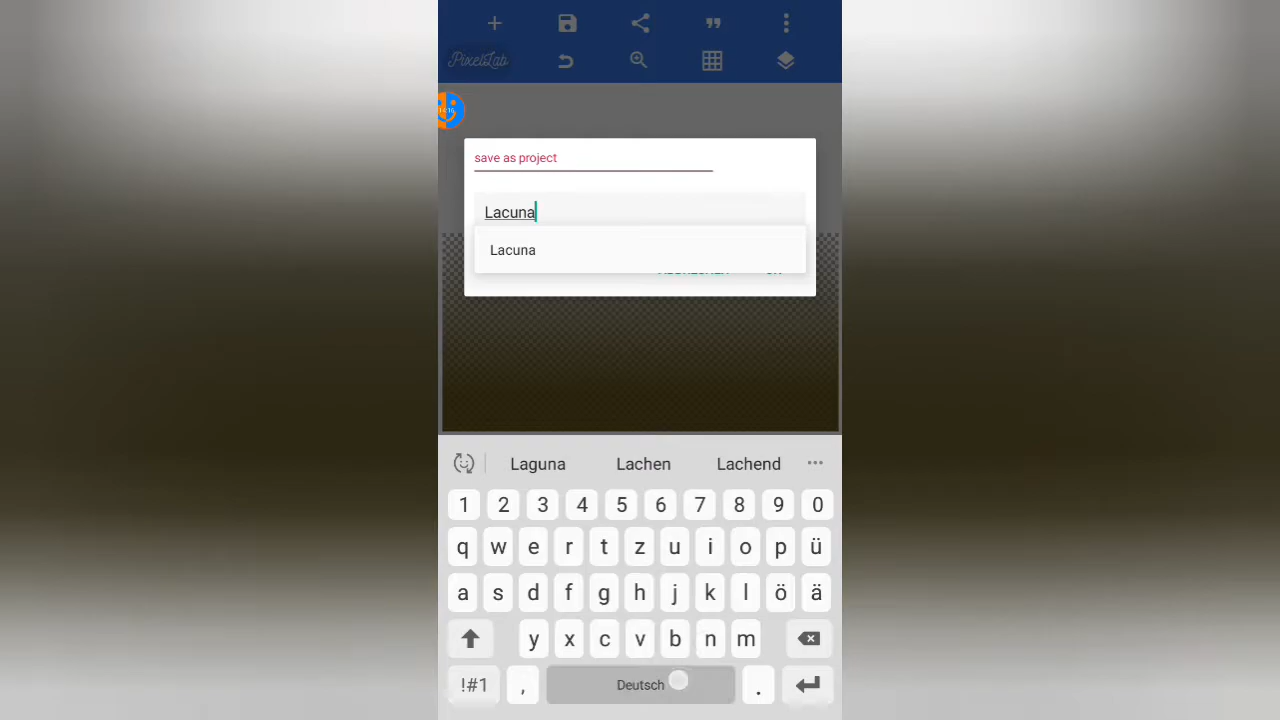 PixelLab
save as project
Lacuna
Lacuna
Laguna Lachen Lachend
1 2 3 4 5 6 7 8 9 0
q w e r t z u i o p ü
a s d f g h j k l ö ä
y x c v b n m
!#1 , Deutsch .